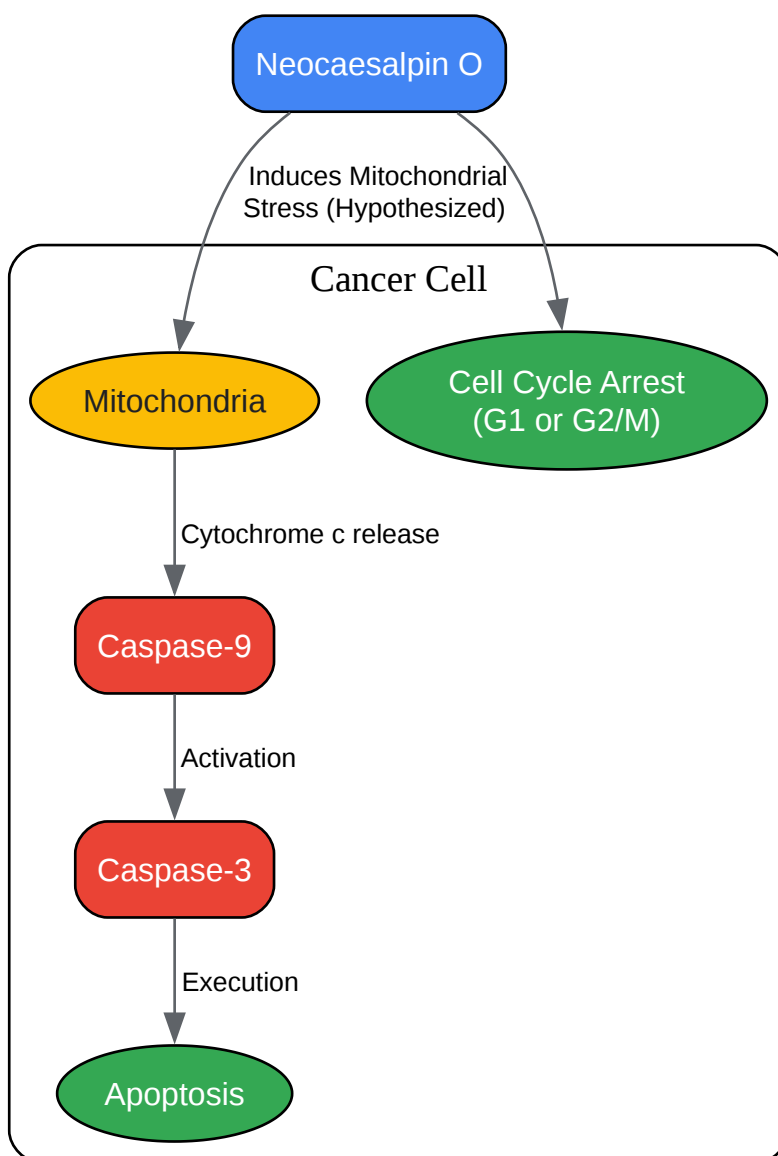 Neocaesalpin O
Induces Mitochondrial
Stress (Hypothesized)
Cancer Cell
Mitochondria
Cell Cycle Arrest
(G1 or G2/M)
Cytochrome c release
Caspase-9
Activation
Caspase-3
Execution
Apoptosis